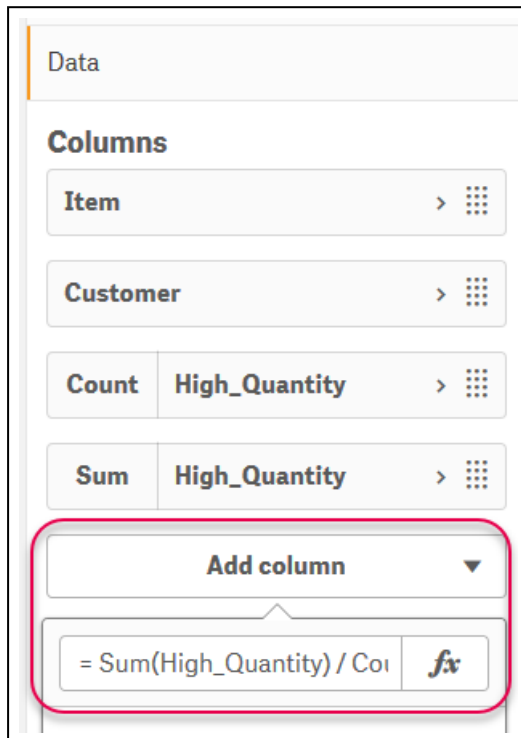 Data
Columns
Item
Customer
Count High_Quantity
Sum High_Quantity
Add column
= Sum(High_Quantity) / Cou fx